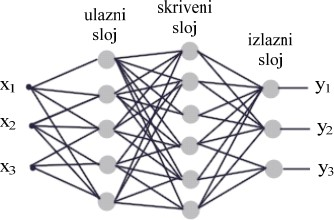 ulazni
sloj
skriveni
sloj
izlazni
sloj
x1
x2
x3
y1
y2
y3